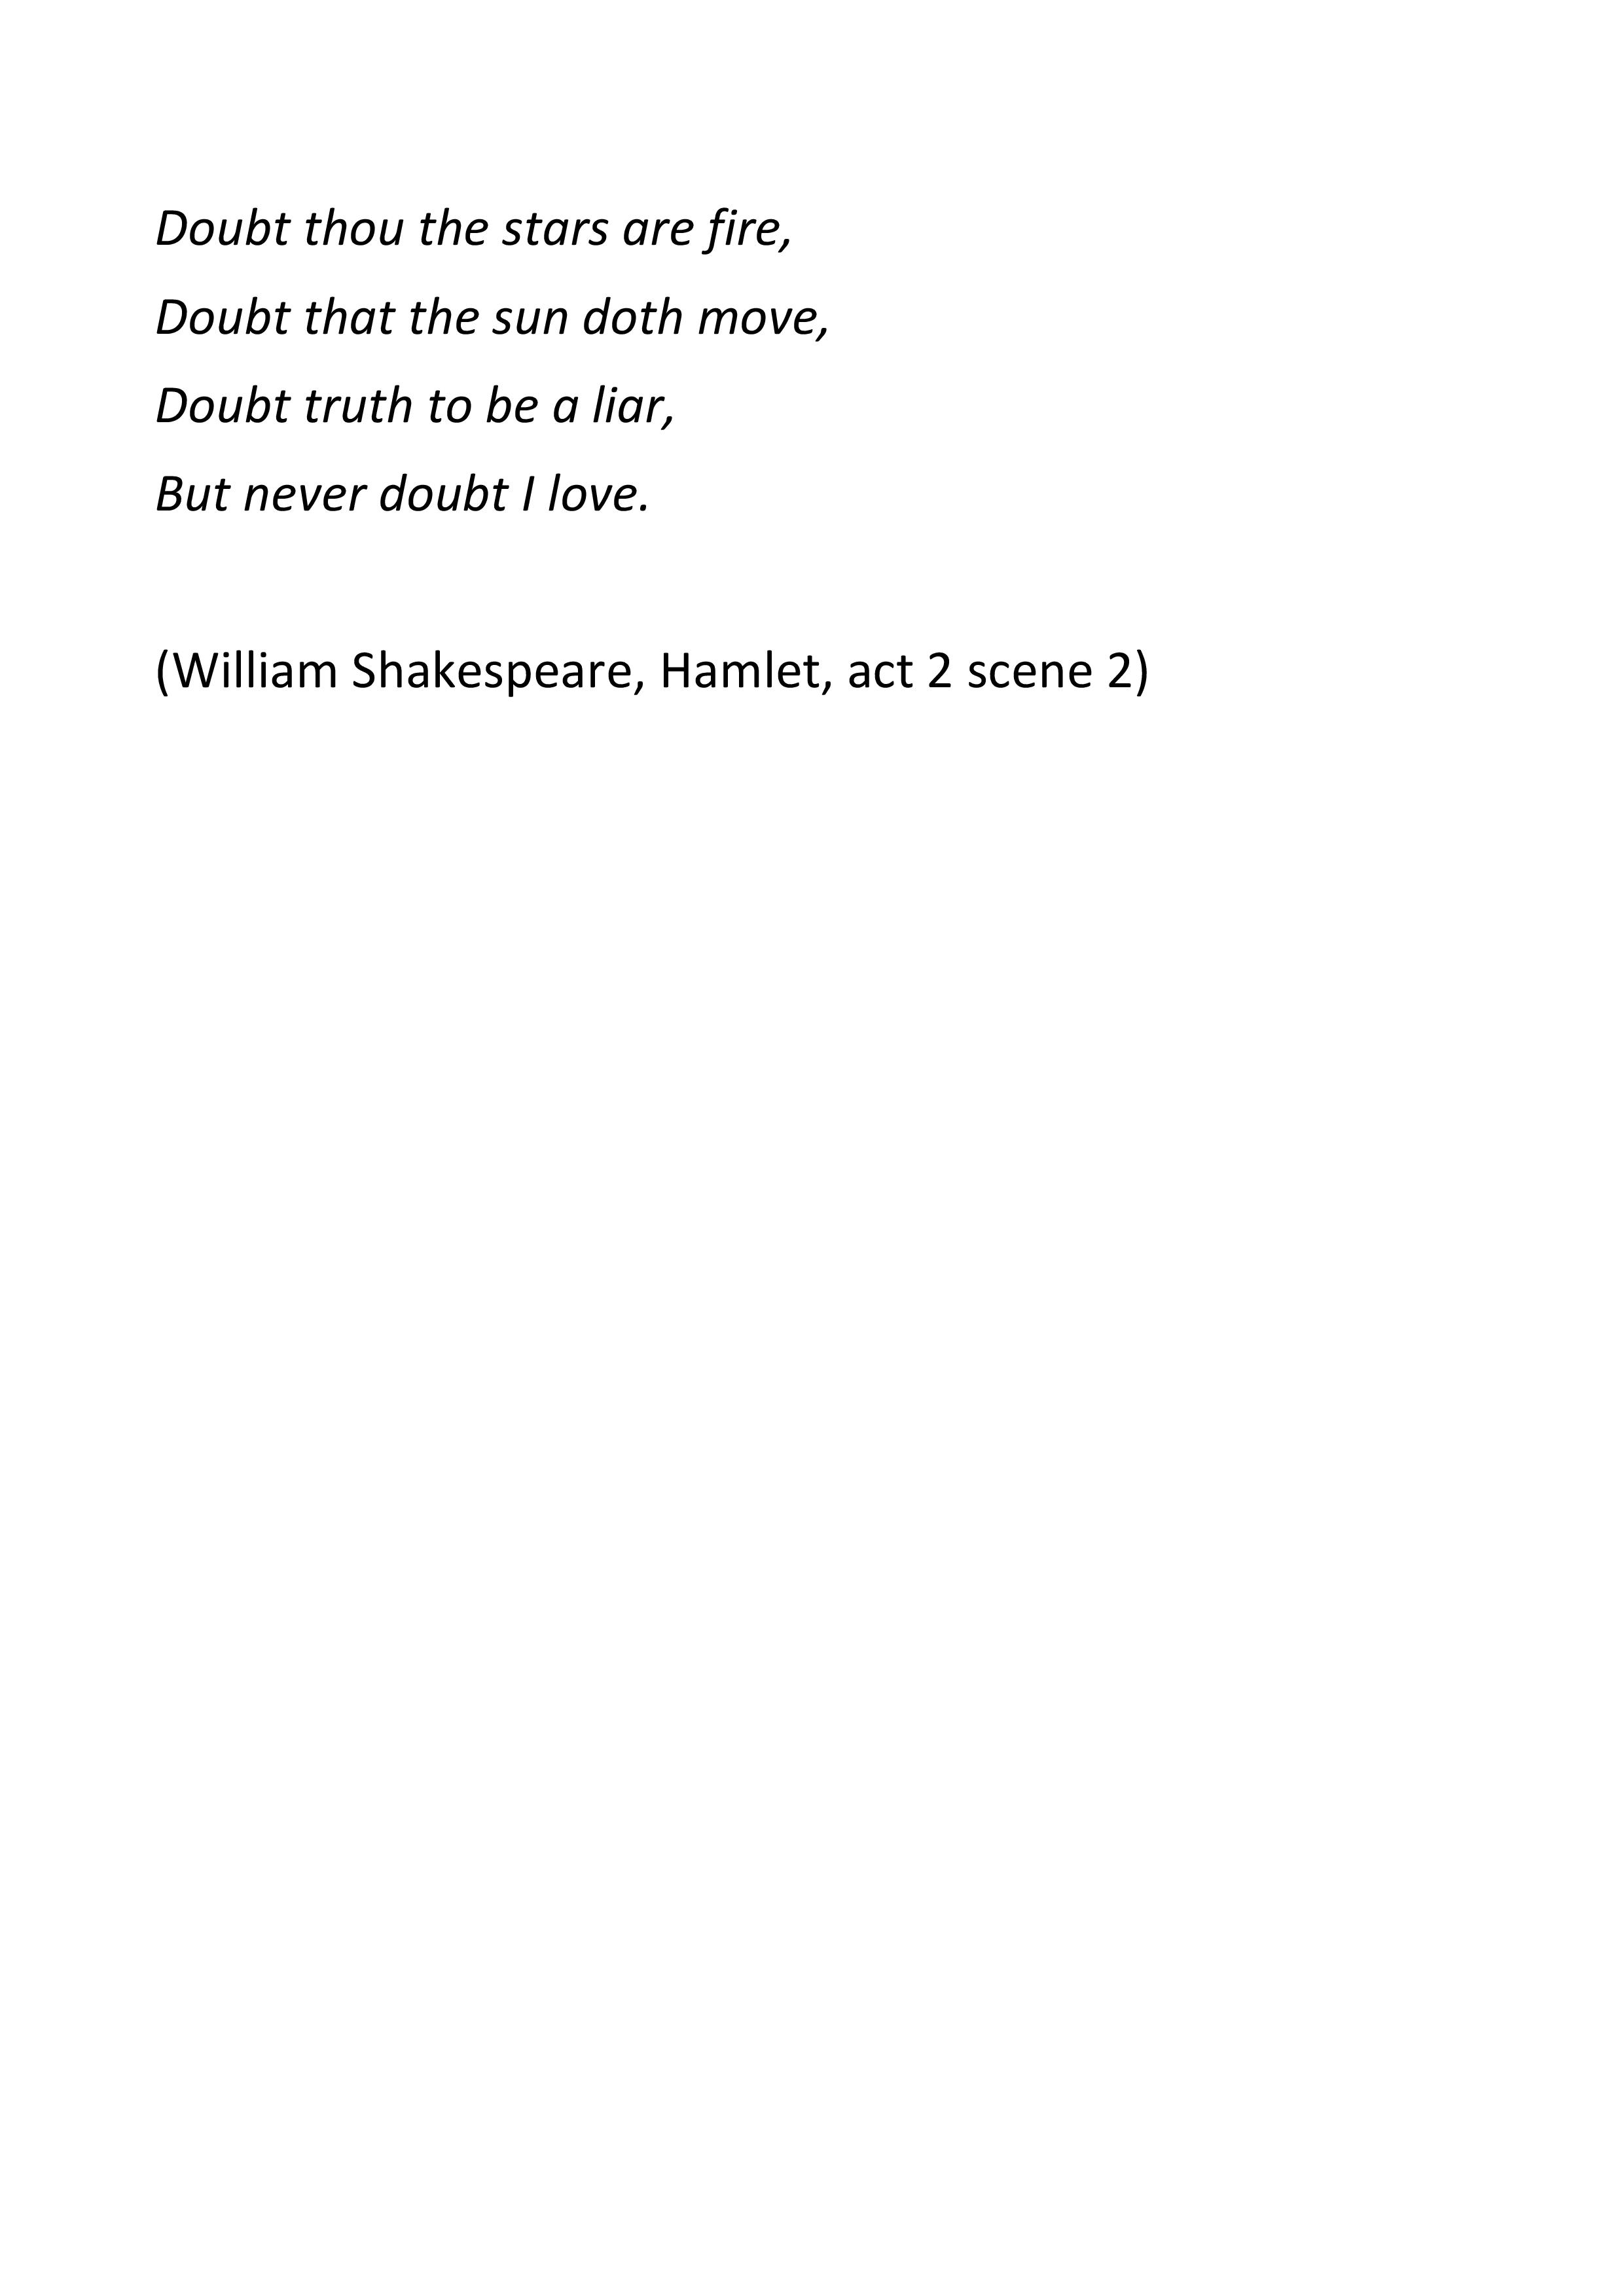 Doubt thou the stars are fire,
Doubt that the sun doth move,
Doubt truth to be a liar,
But never doubt I love.
(William Shakespeare, Hamlet, act 2 scene 2)